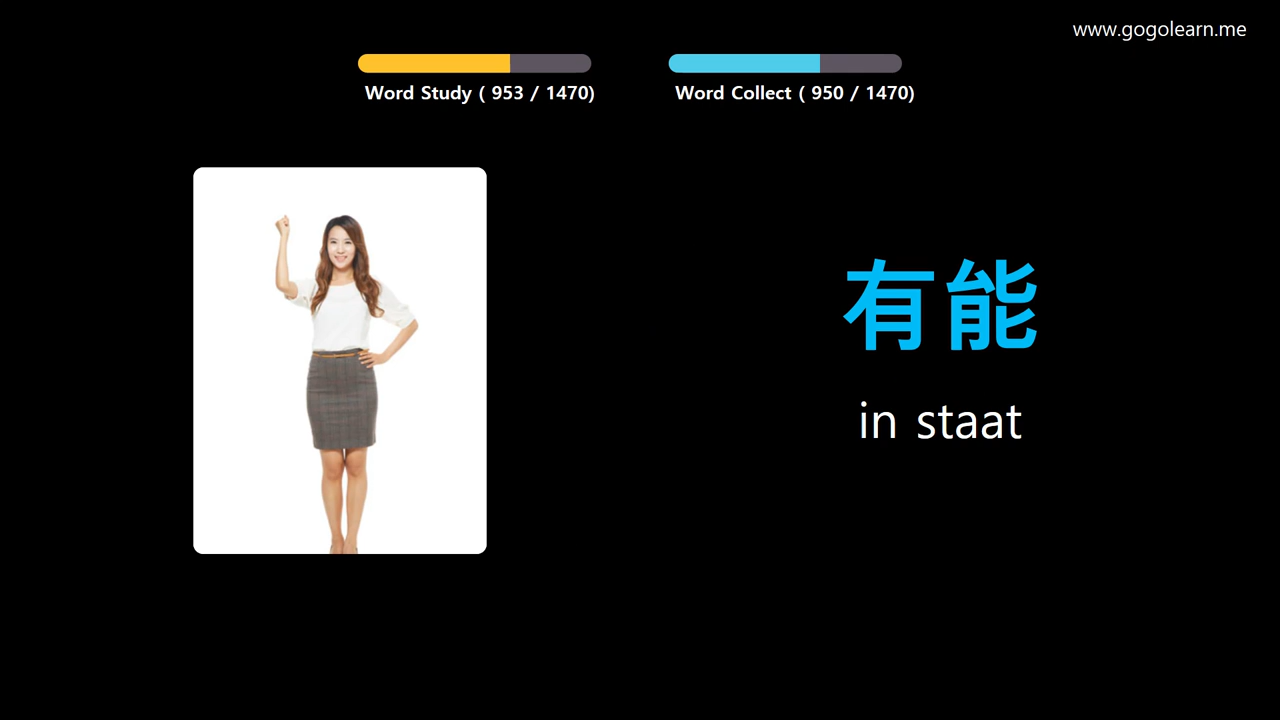 www.gogolearn.me
Word Study ( 953 / 1470)
Word Collect ( 950 / 1470)
有能
in staat